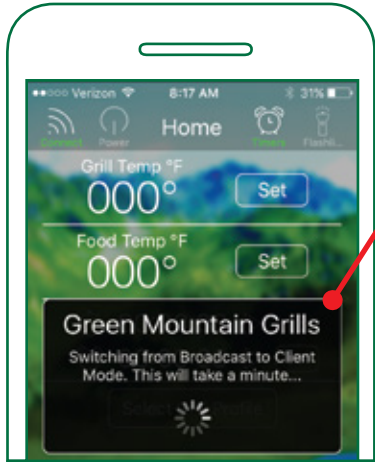 Verizon 8:17 AM 31%
Home
Connect Power Timers Flashli...
Grill Temp °F
000° Set
Food Temp °F
000° Set
Green Mountain Grills
Switching from Broadcast to Client
Mode. This will take a minute...